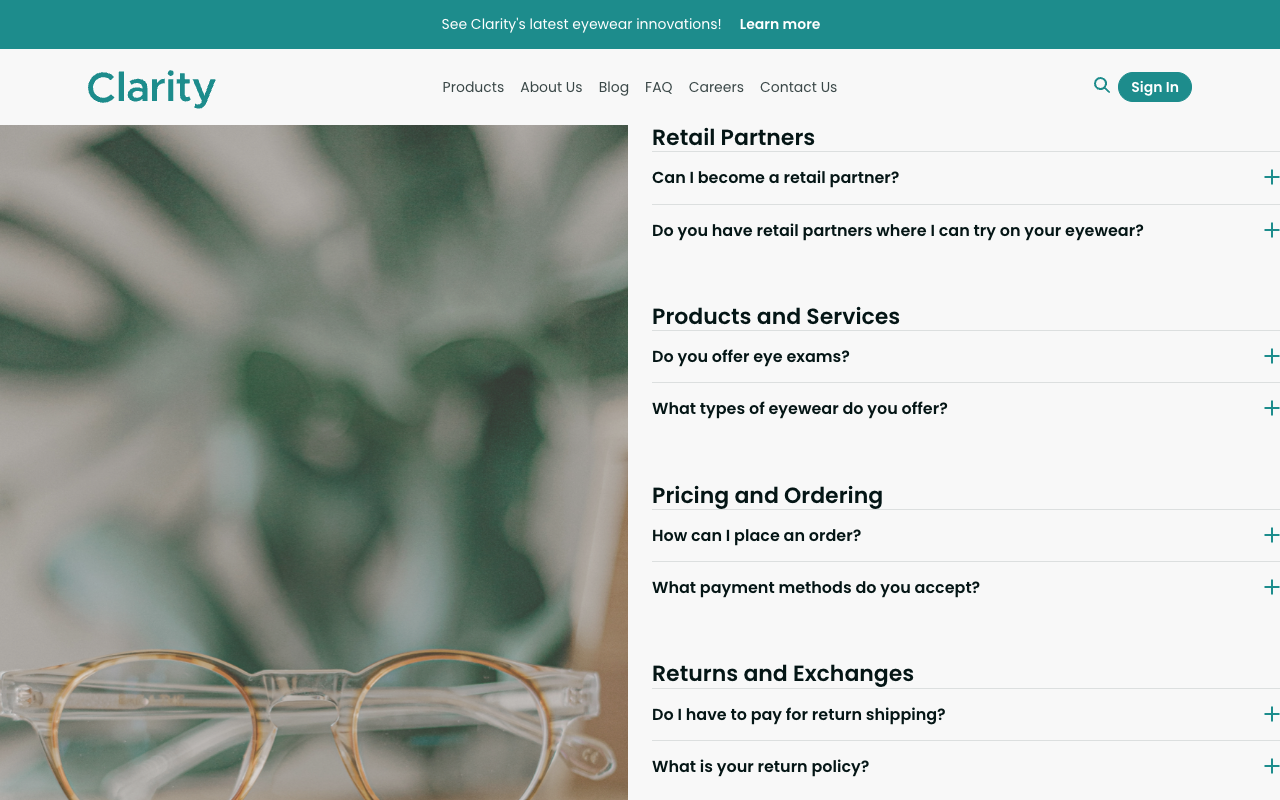 See Clarity's latest eyewear innovations! Learn more
Clarity
Products About Us Blog FAQ Careers Contact Us
Sign In
Retail Partners
Can I become a retail partner?
Do you have retail partners where I can try on your eyewear?
Products and Services
Do you offer eye exams?
What types of eyewear do you offer?
Pricing and Ordering
How can I place an order?
What payment methods do you accept?
Returns and Exchanges
Do I have to pay for return shipping?
What is your return policy?